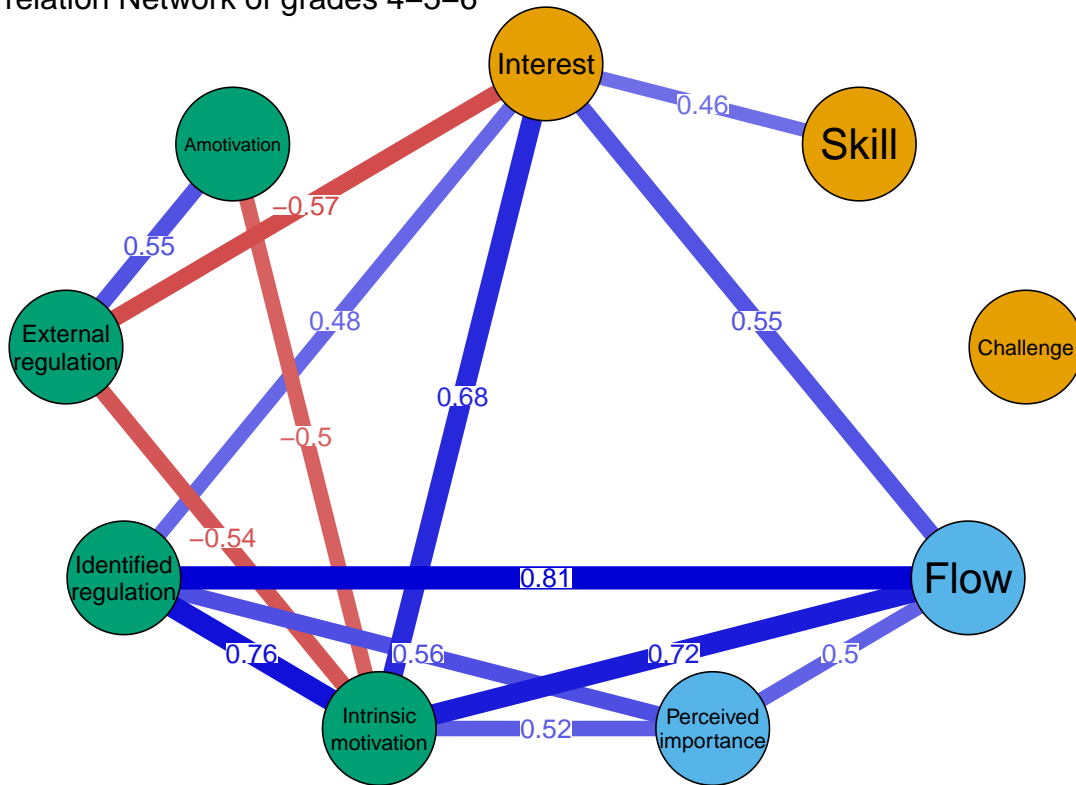 relation Network of grades 4−5−6
Interest
0.46
Skill
Amotivation
−0.57
0.55
0.48
0.55
External
regulation
Challenge
0.68
−0.5
−0.54
Identified
regulation
0.81
Flow
0.76
0.56
0.72
0.5
Intrinsic
motivation
0.52
Perceived
importance